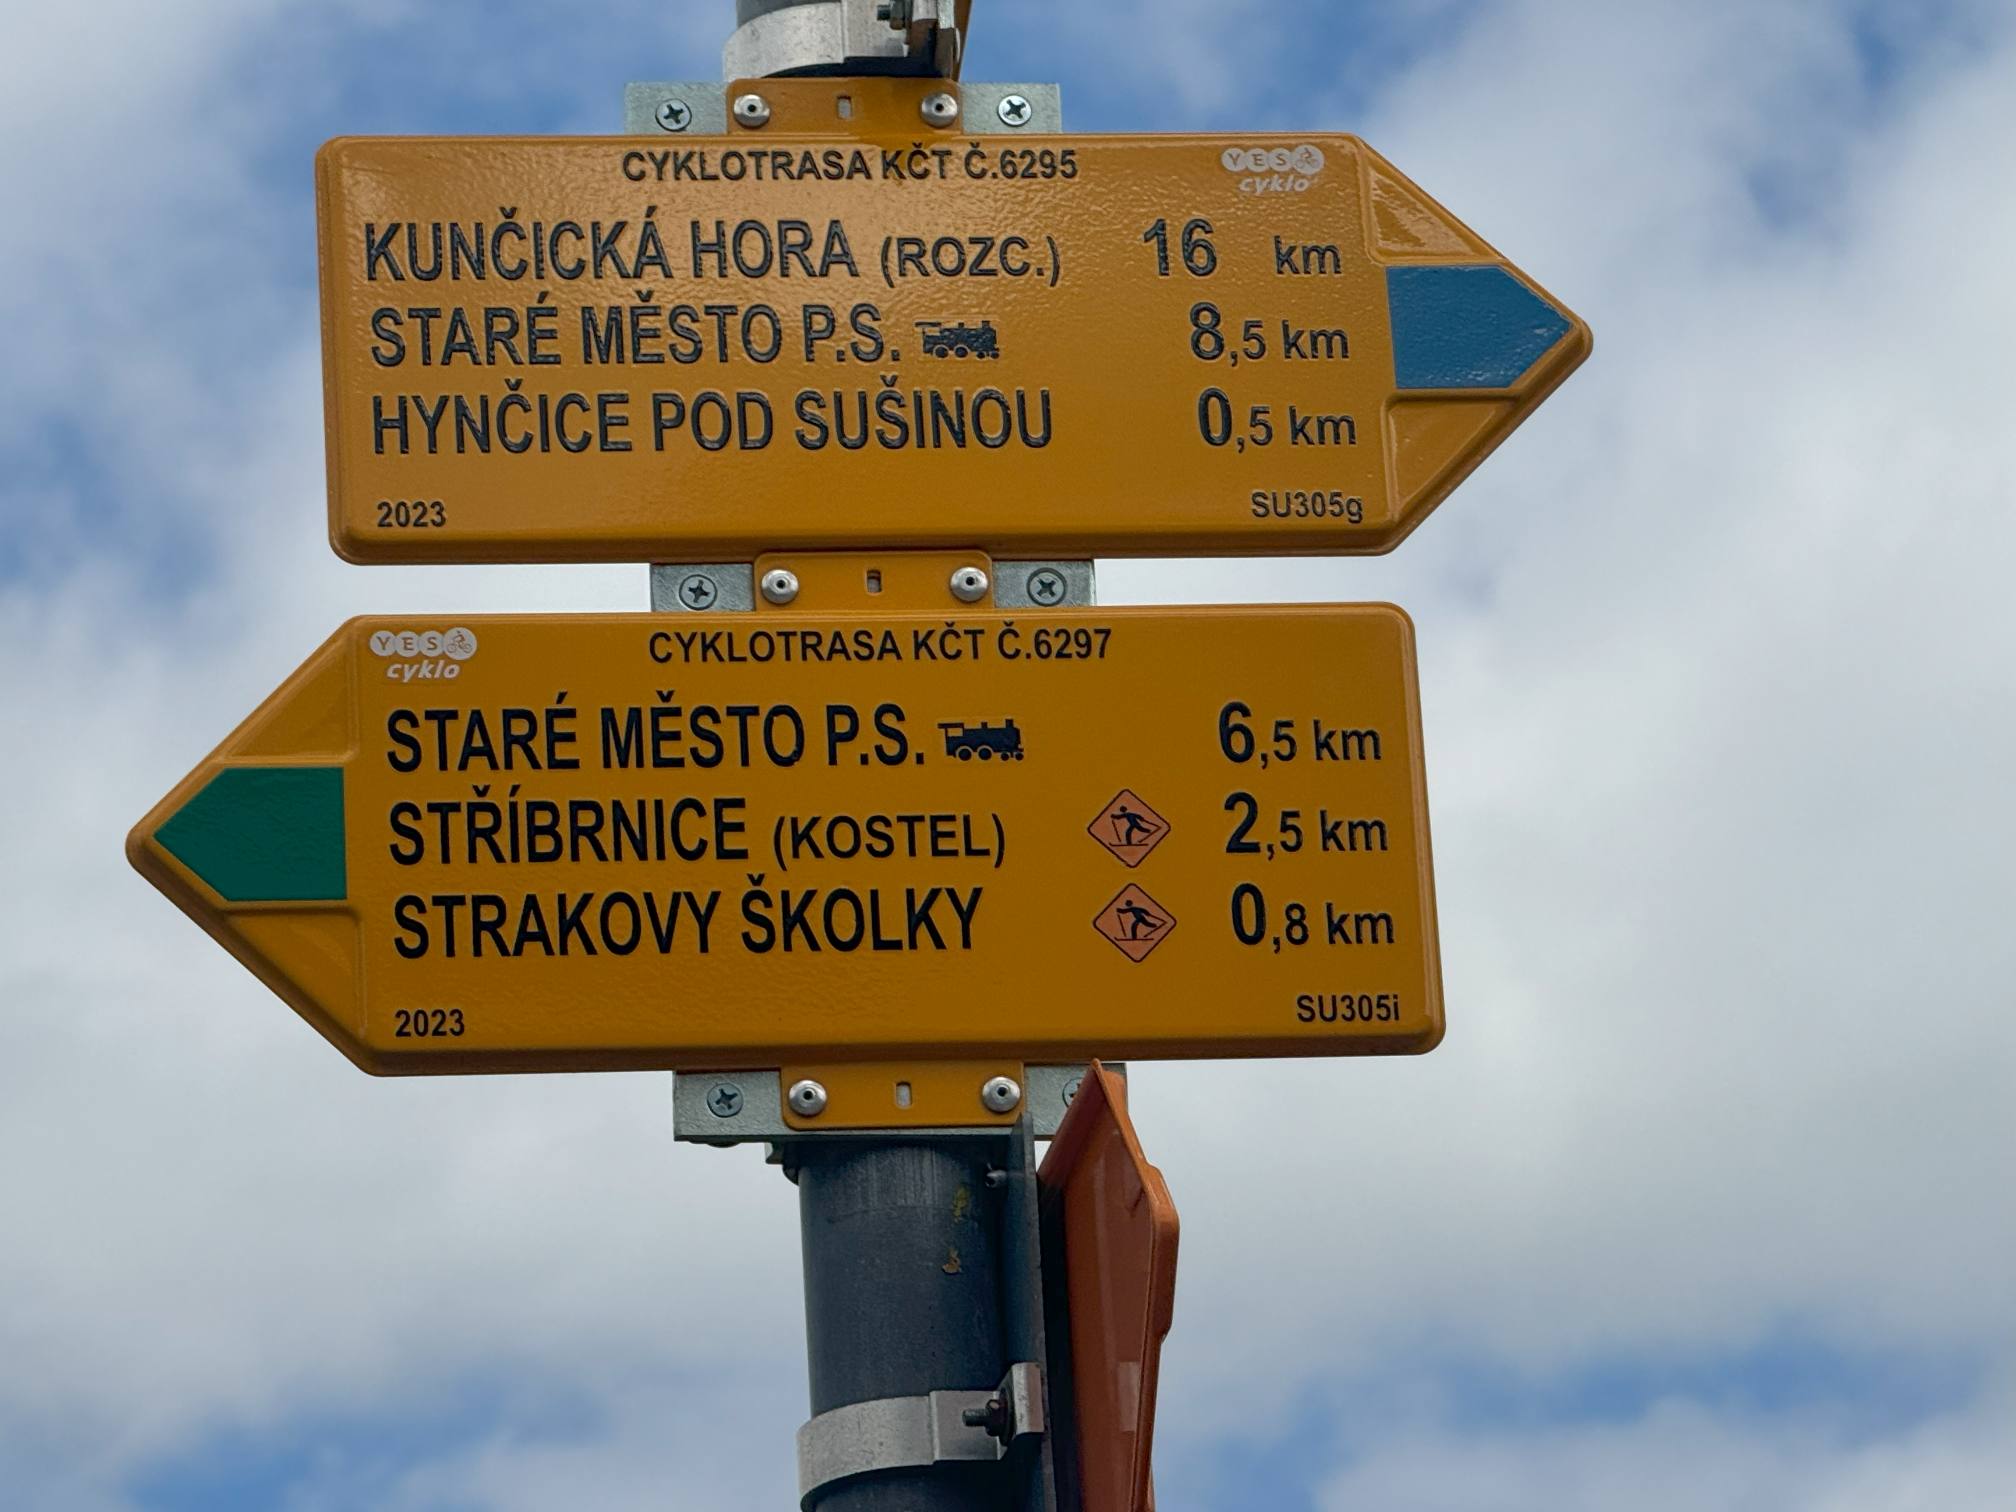 CYKLOTRASA KČT Č.6295
YES
cyklo
KUNČICKÁ HORA (ROZC.) 16 km
STARÉ MĚSTO P.S. 8,5 km
HYNČICE POD SUŠINOU 0,5 km
2023 SU305g
YES
cyklo
CYKLOTRASA KČT Č.6297
STARÉ MĚSTO P.S. 6,5 km
STŘÍBRNICE (KOSTEL) 2,5 km
STRAKOVY ŠKOLKY 0,8 km
2023 SU305i